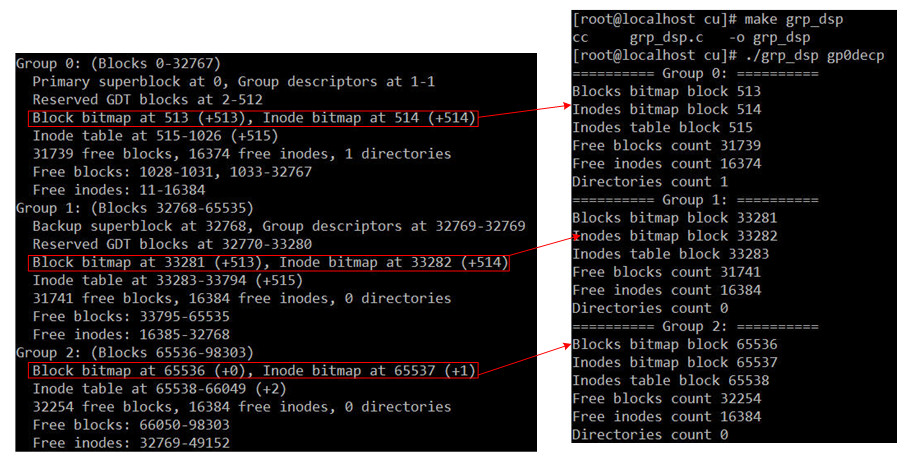 Group 0: (Blocks 0-32767)
Primary superblock at 0, Group descriptors at 1-1
Reserved GDT blocks at 2-512
Block bitmap at 513 (+513), Inode bitmap at 514 (+514)
Inode table at 515-1026 (+515)
31739 free blocks, 16374 free inodes, 1 directories
Free blocks: 1028-1031, 1033-32767
Free inodes: 11-16384
Group 1: (Blocks 32768-65535)
Backup superblock at 32768, Group descriptors at 32769-32769
Reserved GDT blocks at 32770-33280
Block bitmap at 33281 (+513), Inode bitmap at 33282 (+514)
Inode table at 33283-33794 (+515)
31741 free blocks, 16384 free inodes, 0 directories
Free blocks: 33795-65535
Free inodes: 16385-32768
Group 2: (Blocks 65536-98303)
Block bitmap at 65536 (+0), Inode bitmap at 65537 (+1)
Inode table at 65538-66049 (+2)
32254 free blocks, 16384 free inodes, 0 directories
Free blocks: 66050-98303
Free inodes: 32769-49152
[root@localhost cu]# make grp_dsp
cc     grp_dsp.c   -o grp_dsp
[root@localhost cu]# ./grp_dsp gp0decp
========== Group 0: ==========
Blocks bitmap block 513
Inodes bitmap block 514
Inodes table block 515
Free blocks count 31739
Free inodes count 16374
Directories count 1
========== Group 1: ==========
Blocks bitmap block 33281
Inodes bitmap block 33282
Inodes table block 33283
Free blocks count 31741
Free inodes count 16384
Directories count 0
========== Group 2: ==========
Blocks bitmap block 65536
Inodes bitmap block 65537
Inodes table block 65538
Free blocks count 32254
Free inodes count 16384
Directories count 0